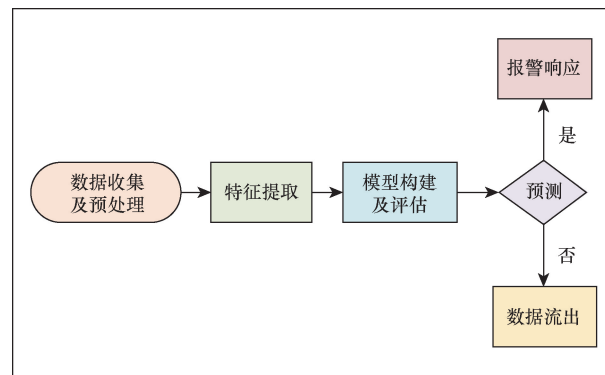 报警响应
是
数据收集
及预处理
特征提取
模型构建
及评估
预测
否
数据流出